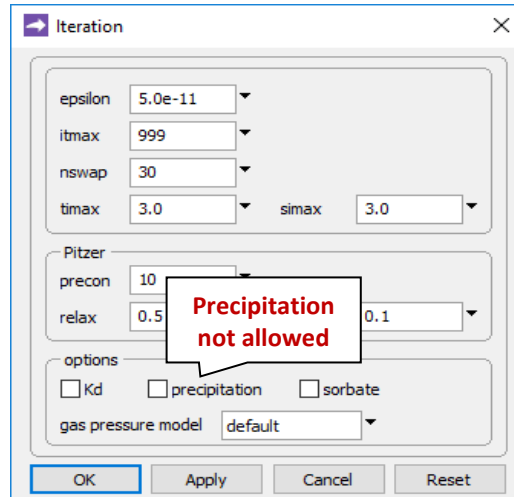 Iteration
epsilon 5.0e-11
itmax 999
nswap 30
timax 3.0 simax 3.0
Pitzer
precon 10
relax 0.5 0.1
Precipitation
not allowed
options
Kd precipitation sorbate
gas pressure model default
OK Apply Cancel Reset